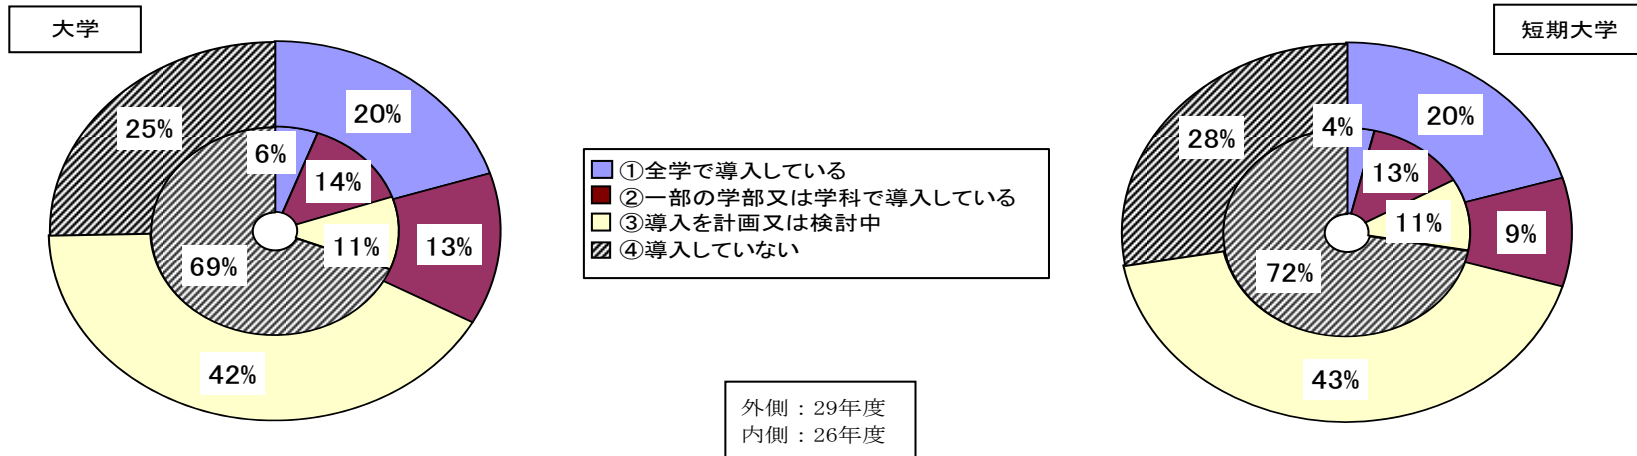 大学
20%
13%
42%
25%
6%
14%
11%
69%
①全学で導入している
②一部の学部又は学科で導入している
③導入を計画又は検討中
④導入していない
外側：29年度
内側：26年度
短期大学
20%
9%
43%
28%
4%
13%
11%
72%